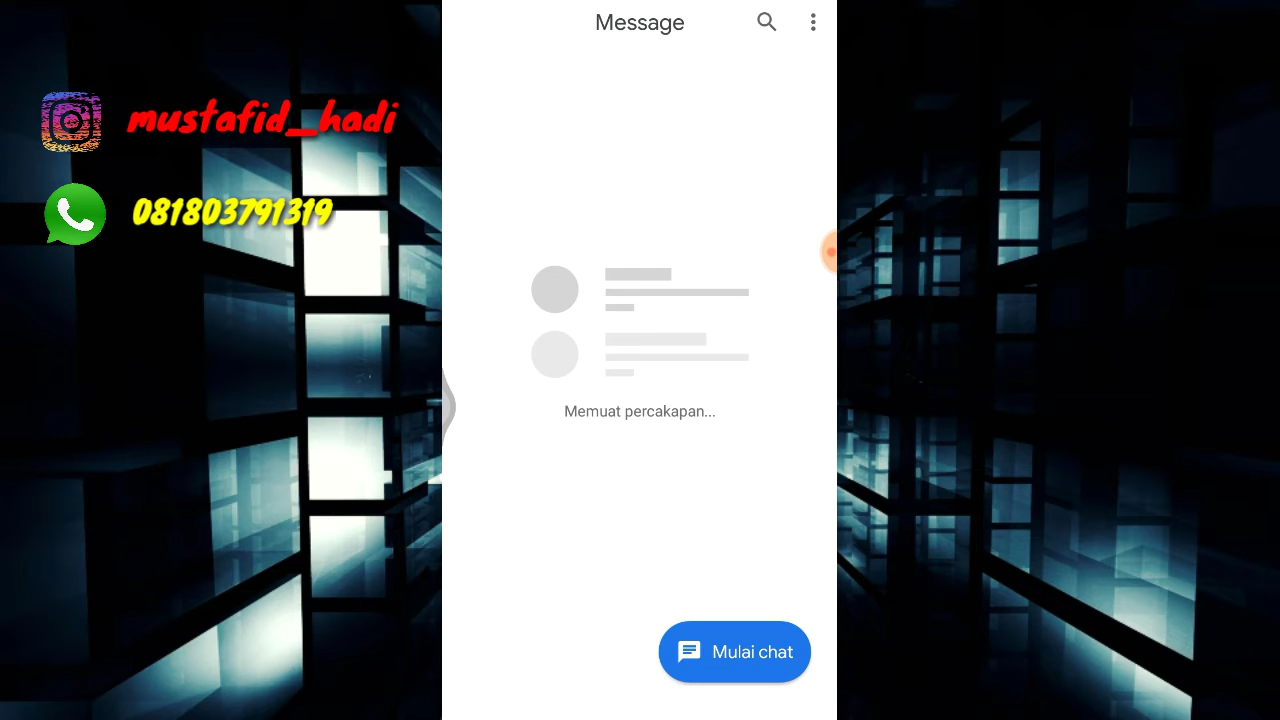 mustafid_hadi
081803791319
Message
Memuat percakapan...
Mulai chat